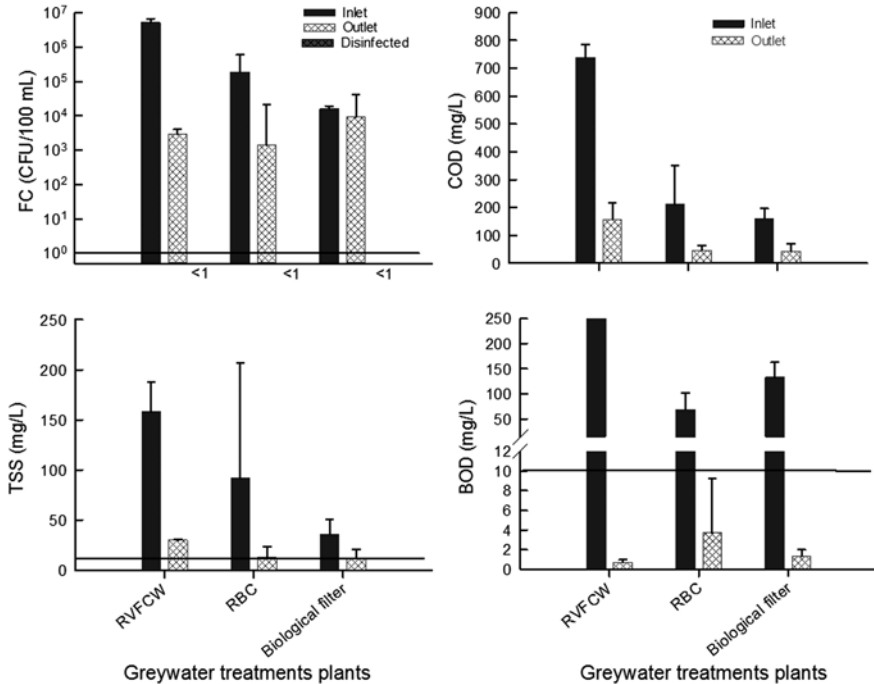 FC (CFU/100 mL)
10⁷
10⁶
10⁵
10⁴
10³
10²
10¹
10⁰
Inlet
Outlet
Disinfected
<1
<1
<1
COD (mg/L)
900
800
700
600
500
400
300
200
100
0
Inlet
Outlet
TSS (mg/L)
250
200
150
100
50
0
RVFCW
RBC
Biological filter
Greywater treatments plants
BOD (mg/L)
250
200
150
100
50
12
10
8
6
4
2
0
RVFCW
RBC
Biological filter
Greywater treatments plants